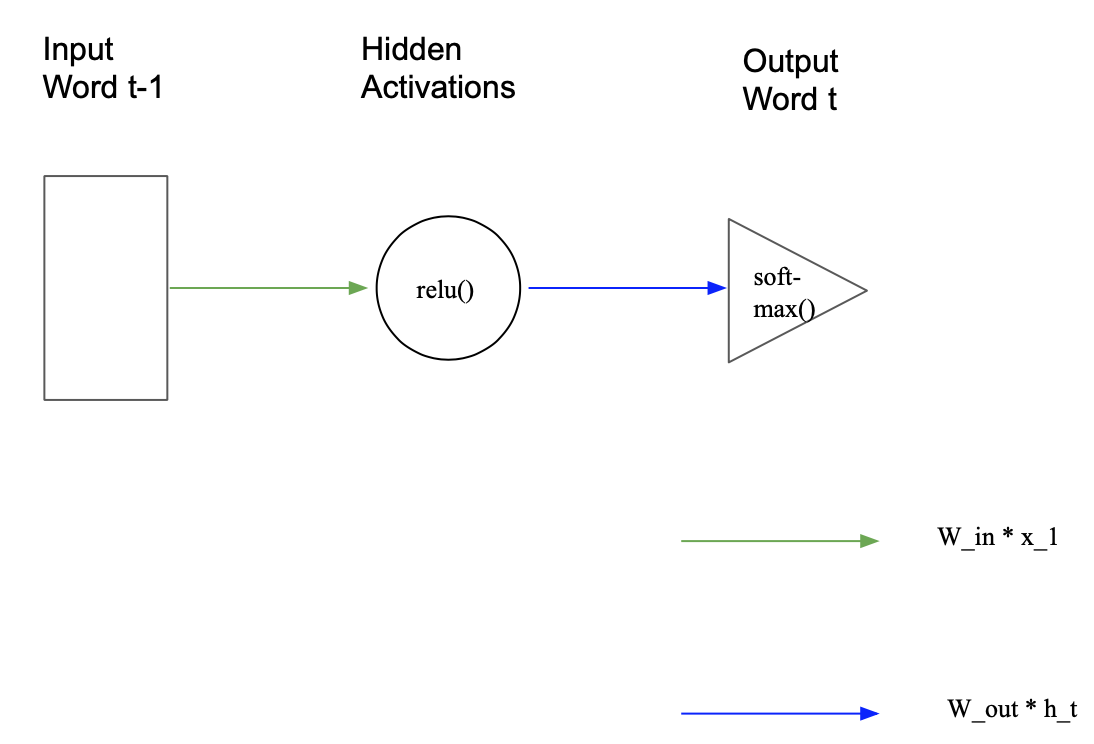 Input
Word t-1
Hidden
Activations
Output
Word t
relu()
soft-
max()
W_in * x_1
W_out * h_t